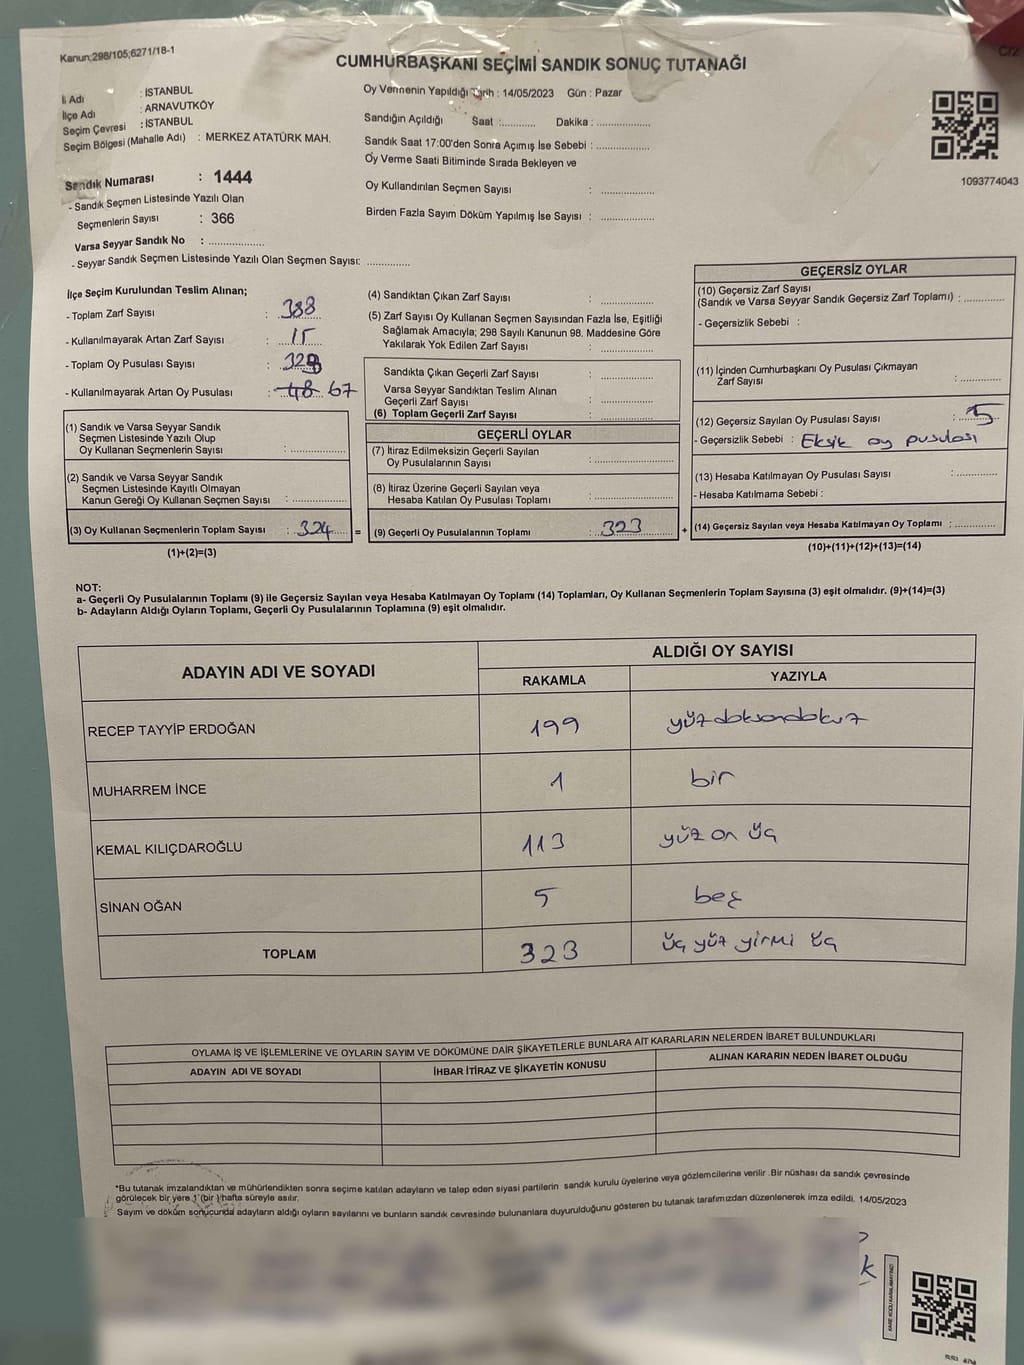 Kanun;298/105;6271/18-1
C/2
CUMHURBAŞKANI SEÇİMİ SANDIK SONUÇ TUTANAĞI
İl Adı : İSTANBUL
İlçe Adı : ARNAVUTKÖY
Seçim Çevresi : İSTANBUL
Seçim Bölgesi (Mahalle Adı) : MERKEZ ATATÜRK MAH.
Sandık Numarası : 1444
- Sandık Seçmen Listesinde Yazılı Olan
Seçmenlerin Sayısı : 366
Varsa Seyyar Sandık No : ..................
- Seyyar Sandık Seçmen Listesinde Yazılı Olan Seçmen Sayısı: .............
Oy Vermenin Yapıldığı Tarih : 14/05/2023 Gün : Pazar
Sandığın Açıldığı Saat :........... Dakika : ................
Sandık Saat 17:00'den Sonra Açımış İse Sebebi : ................
Oy Verme Saati Bitiminde Sırada Bekleyen ve
Oy Kullandırılan Seçmen Sayısı : ................
Birden Fazla Sayım Döküm Yapılmış İse Sayısı : ................
1093774043
İlçe Seçim Kurulundan Teslim Alınan;
- Toplam Zarf Sayısı : 388
- Kullanılmayarak Artan Zarf Sayısı : 15
- Toplam Oy Pusulası Sayısı :
- Kullanılmayarak Artan Oy Pusulası : 48 67
(1) Sandık ve Varsa Seyyar Sandık
Seçmen Listesinde Yazılı Olup
Oy Kullanan Seçmenlerin Sayısı : ................
(2) Sandık ve Varsa Seyyar Sandık
Seçmen Listesinde Kayıtlı Olmayan
Kanun Gereği Oy Kullanan Seçmen Sayısı : ................
(3) Oy Kullanan Seçmenlerin Toplam Sayısı : 324 =
(1)+(2)=(3)
(4) Sandıktan Çıkan Zarf Sayısı : ................
(5) Zarf Sayısı Oy Kullanan Seçmen Sayısından Fazla İse, Eşitliği
Sağlamak Amacıyla; 298 Sayılı Kanunun 98. Maddesine Göre
Yakılarak Yok Edilen Zarf Sayısı : ................
Sandıkta Çıkan Geçerli Zarf Sayısı : ................
Varsa Seyyar Sandıktan Teslim Alınan
Geçerli Zarf Sayısı : ................
(6) Toplam Geçerli Zarf Sayısı : ................
GEÇERLİ OYLAR
(7) İtiraz Edilmeksizin Geçerli Sayılan
Oy Pusulalarının Sayısı : ................
(8) İtiraz Üzerine Geçerli Sayılan veya
Hesaba Katılan Oy Pusulası Toplamı : ................
(9) Geçerli Oy Pusulalarının Toplamı : 323 +
GEÇERSİZ OYLAR
(10) Geçersiz Zarf Sayısı
(Sandık ve Varsa Seyyar Sandık Geçersiz Zarf Toplamı) : .............
- Geçersizlik Sebebi :
(11) İçinden Cumhurbaşkanı Oy Pusulası Çıkmayan
Zarf Sayısı : .............
(12) Geçersiz Sayılan Oy Pusulası Sayısı : 5
- Geçersizlik Sebebi : Eksik oy pusulası
(13) Hesaba Katılmayan Oy Pusulası Sayısı : .............
- Hesaba Katılmama Sebebi :
(14) Geçersiz Sayılan veya Hesaba Katılmayan Oy Toplamı : .............
(10)+(11)+(12)+(13)=(14)
NOT:
a- Geçerli Oy Pusulalarının Toplamı (9) ile Geçersiz Sayılan veya Hesaba Katılmayan Oy Toplamı (14) Toplamları, Oy Kullanan Seçmenlerin Toplam Sayısına (3) eşit olmalıdır. (9)+(14)=(3)
b- Adayların Aldığı Oyların Toplamı, Geçerli Oy Pusulalarının Toplamına (9) eşit olmalıdır.
ADAYIN ADI VE SOYADI ALDIĞI OY SAYISI
RAKAMLA YAZIYLA
RECEP TAYYİP ERDOĞAN 199 yüzdoksandokuz
MUHARREM İNCE 1 bir
KEMAL KILIÇDAROĞLU 113 yüz on üç
SİNAN OĞAN 5 beş
TOPLAM 323 üç yüz yirmi üç
OYLAMA İŞ VE İŞLEMLERİNE VE OYLARIN SAYIM VE DÖKÜMÜNE DAİR ŞİKAYETLERLE BUNLARA AİT KARARLARIN NELERDEN İBARET BULUNDUKLARI
ADAYIN ADI VE SOYADI İHBAR İTİRAZ VE ŞİKAYETİN KONUSU ALINAN KARARIN NEDEN İBARET OLDUĞU
*Bu tutanak imzalandıktan ve mühürlendikten sonra seçime katılan adayların ve talep eden siyasi partilerin sandık kurulu üyelerine veya gözlemcilerine verilir .Bir nüshası da sandık çevresinde
görülecek bir yere 1 (bir ) hafta süreyle asılır.
Sayım ve döküm sonucunda adayların aldığı oyların sayılarını ve bunların sandık çevresinde bulunanlara duyurulduğunu gösteren bu tutanak tarafımızdan düzenlenerek imza edildi. 14/05/2023